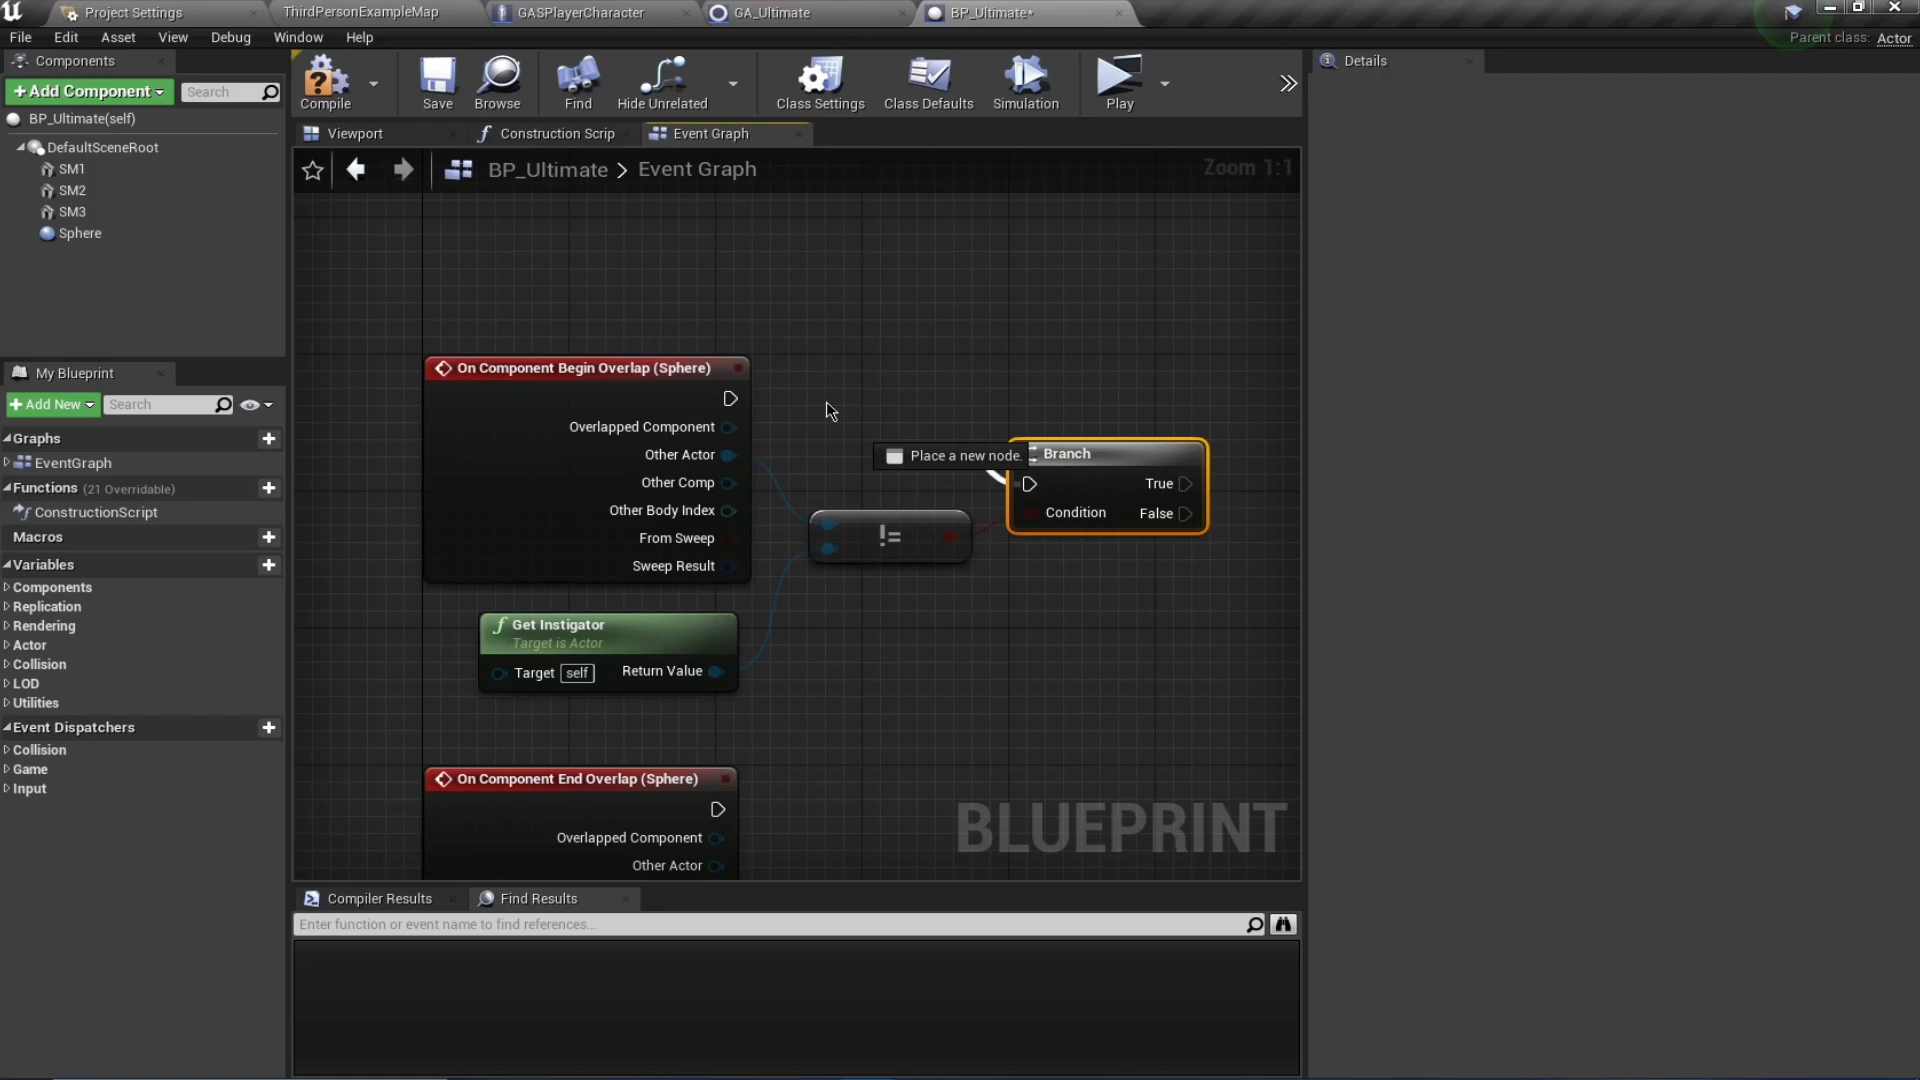 Project Settings
ThirdPersonExampleMap
GASPlayerCharacter
GA_Ultimate
BP_Ultimate*
File Edit Asset View Debug Window Help
Parent class: Actor
Components
+Add Component
Search
BP_Ultimate(self)
DefaultSceneRoot
SM1
SM2
SM3
Sphere
Compile
Save
Browse
Find
Hide Unrelated
Class Settings
Class Defaults
Simulation
Play
Details
Viewport
Construction Scrip
Event Graph
BP_Ultimate > Event Graph
Zoom 1:1
My Blueprint
+Add New
Search
Graphs
EventGraph
Functions (21 Overridable)
ConstructionScript
Macros
Variables
Components
Replication
Rendering
Actor
Collision
LOD
Utilities
Event Dispatchers
Collision
Game
Input
On Component Begin Overlap (Sphere)
Overlapped Component
Other Actor
Other Comp
Other Body Index
From Sweep
Sweep Result
Place a new node.
Branch
True
Condition
False
!=
Get Instigator
Target is Actor
Target self
Return Value
On Component End Overlap (Sphere)
Overlapped Component
Other Actor
BLUEPRINT
Compiler Results
Find Results
Enter function or event name to find references...